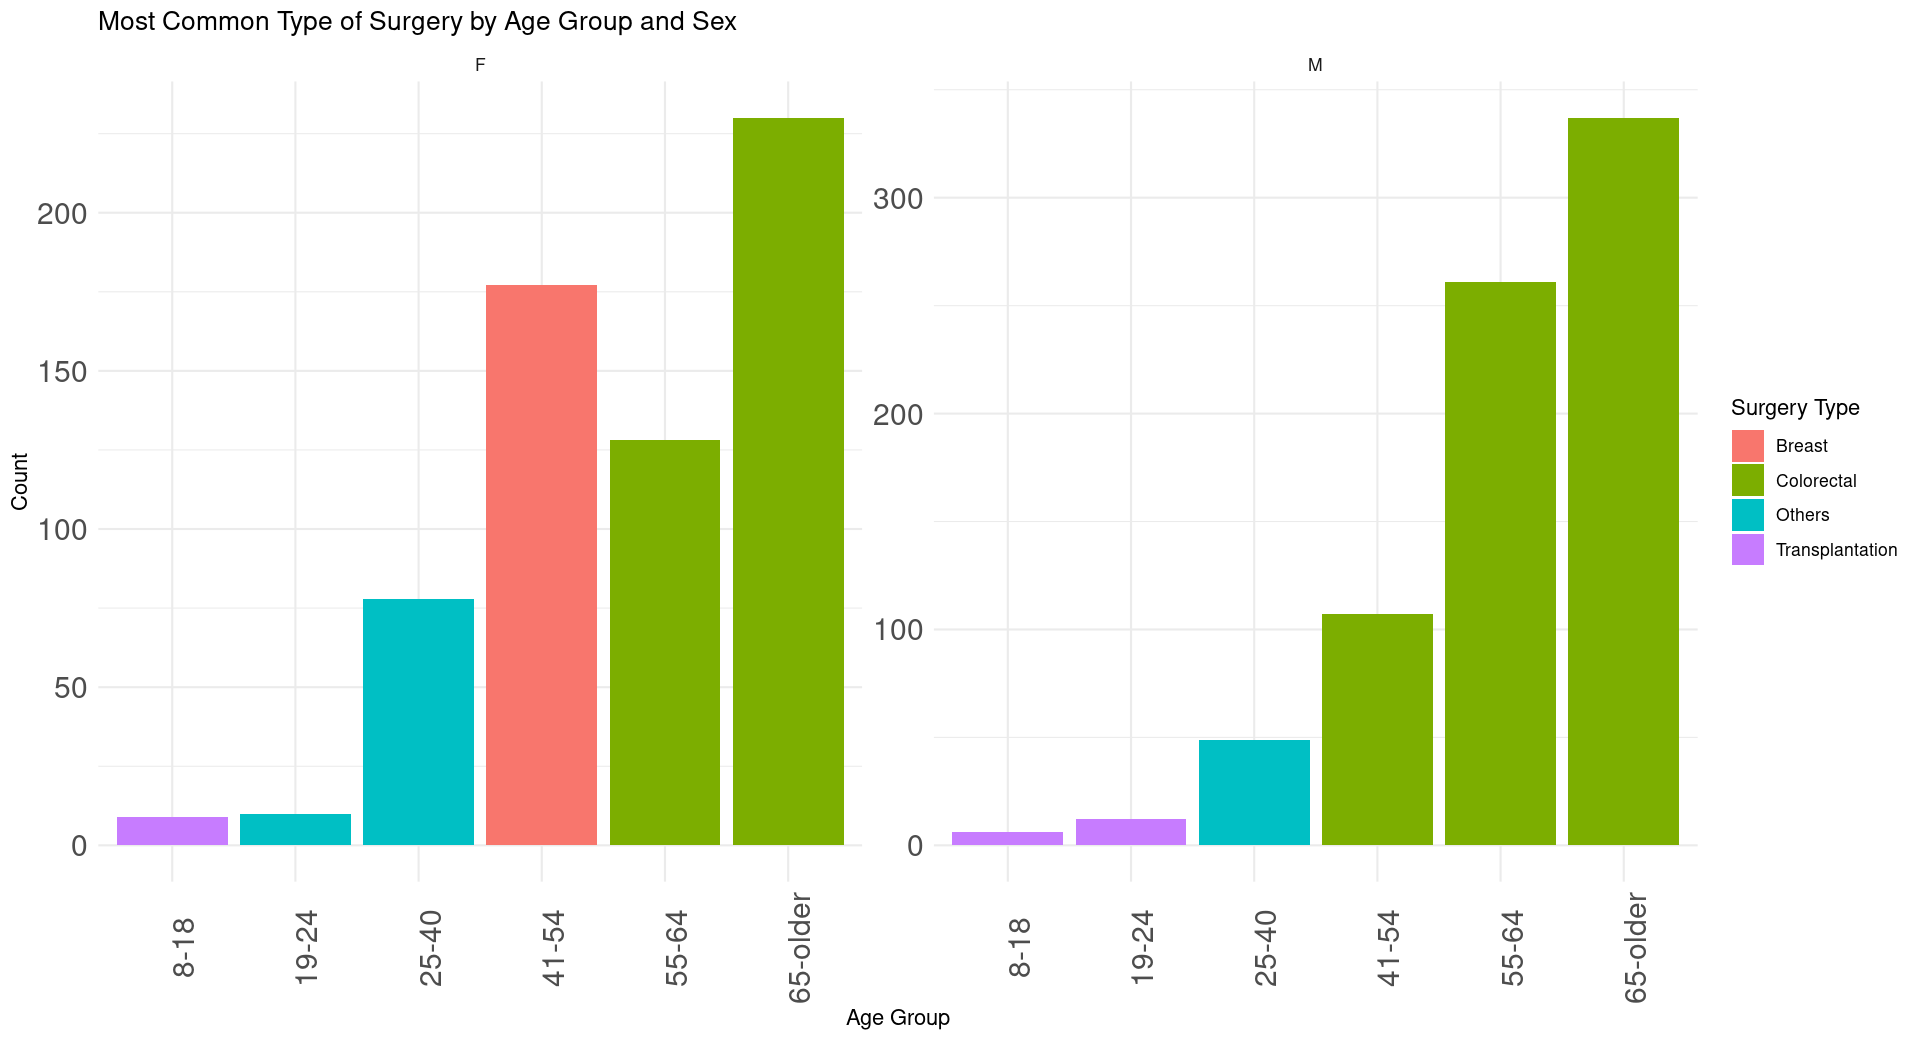 Most Common Type of Surgery by Age Group and Sex
F
M
Count
200
150
100
50
0
300
200
100
0
8-18
19-24
25-40
41-54
55-64
65-older
8-18
19-24
25-40
41-54
55-64
65-older
Age Group
Surgery Type
Breast
Colorectal
Others
Transplantation